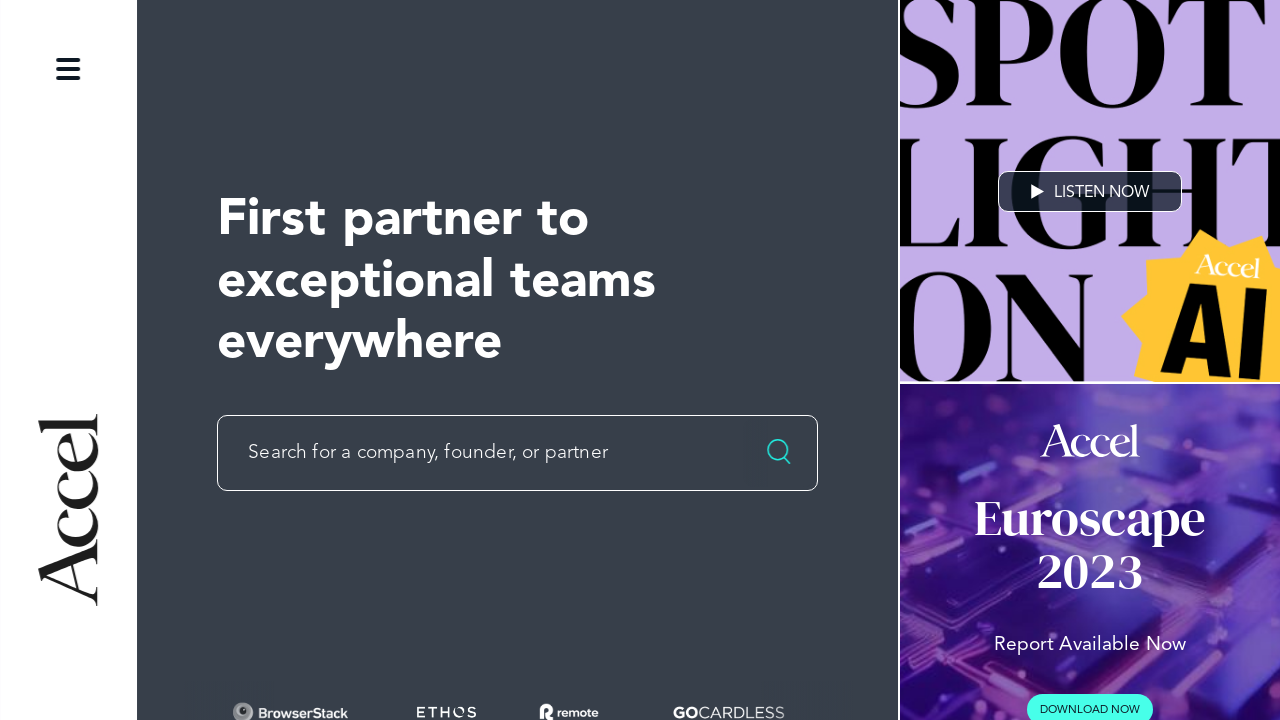 Accel
First partner to
exceptional teams
everywhere
Search for a company, founder, or partner
BrowserStack
ETHOS
remote
GOCARDLESS
SPOT
LIGHT
ON
LISTEN NOW
Accel
AI
Accel
Euroscape
2023
Report Available Now
DOWNLOAD NOW